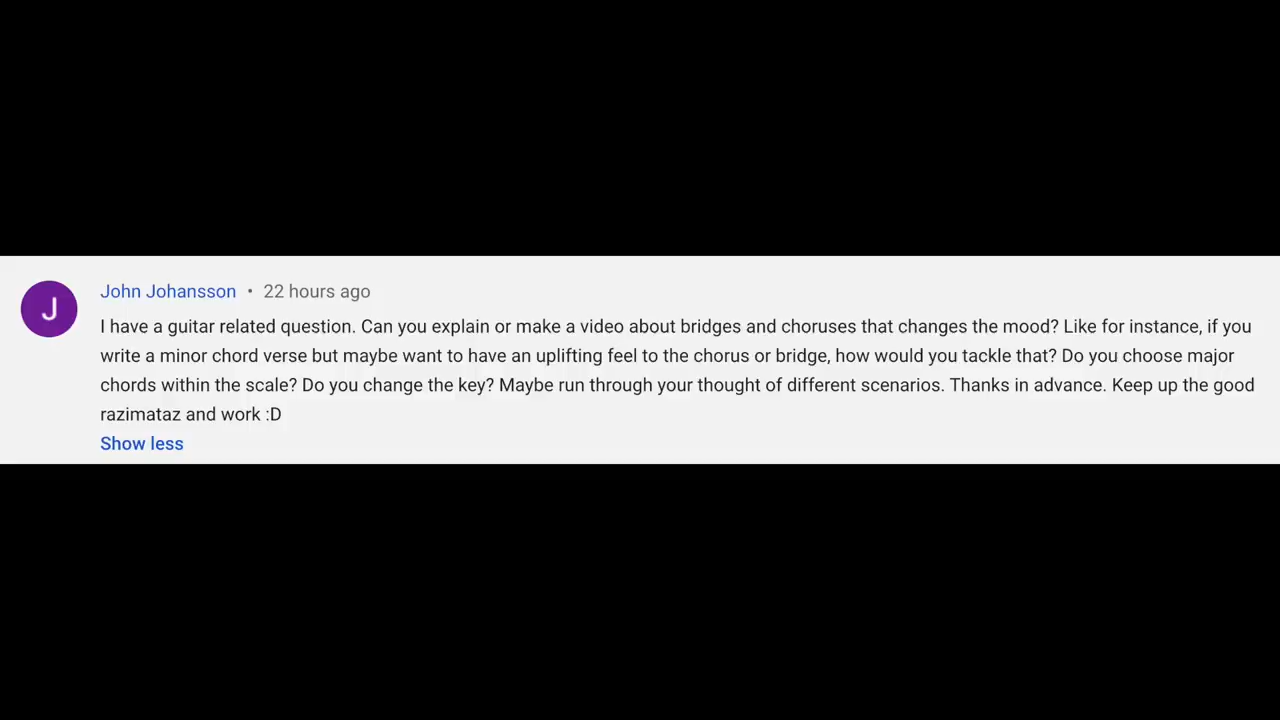 J
John Johansson • 22 hours ago
I have a guitar related question. Can you explain or make a video about bridges and choruses that changes the mood? Like for instance, if you
write a minor chord verse but maybe want to have an uplifting feel to the chorus or bridge, how would you tackle that? Do you choose major
chords within the scale? Do you change the key? Maybe run through your thought of different scenarios. Thanks in advance. Keep up the good
razimataz and work :D
Show less